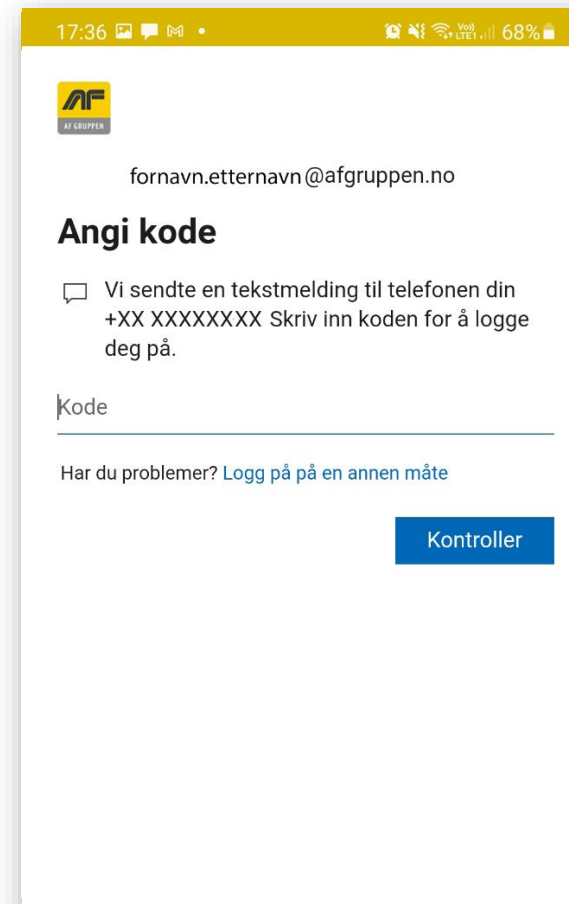 17:36 68%
Vo))
LTE1
AF
AF GRUPPEN
fornavn.etternavn@afgruppen.no
Angi kode
Vi sendte en tekstmelding til telefonen din
+XX XXXXXXXX Skriv inn koden for å logge
deg på.
Kode
Har du problemer? Logg på på en annen måte
Kontroller